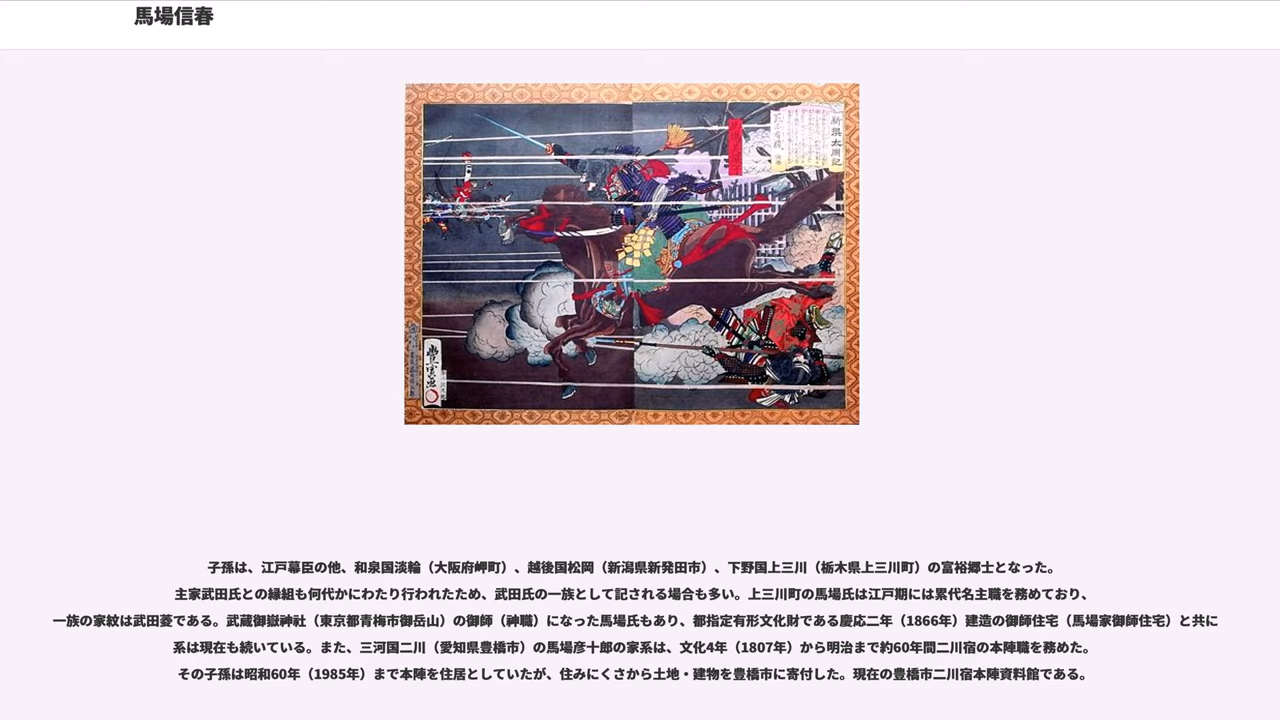 馬場信春
新撰太閤記
子孫は、江戸幕臣の他、和泉国淡輪（大阪府岬町）、越後国松岡（新潟県新発田市）、下野国上三川（栃木県上三川町）の富裕郷士となった。
主家武田氏との縁組も何代かにわたり行われたため、武田氏の一族として記される場合も多い。上三川町の馬場氏は江戸期には累代名主職を務めており、
一族の家紋は武田菱である。武蔵御嶽神社（東京都青梅市御岳山）の御師（神職）になった馬場氏もあり、都指定有形文化財である慶応二年（1866年）建造の御師住宅（馬場家御師住宅）と共に
系は現在も続いている。また、三河国二川（愛知県豊橋市）の馬場彦十郎の家系は、文化4年（1807年）から明治まで約60年間二川宿の本陣職を務めた。
その子孫は昭和60年（1985年）まで本陣を住居としていたが、住みにくさから土地・建物を豊橋市に寄付した。現在の豊橋市二川宿本陣資料館である。